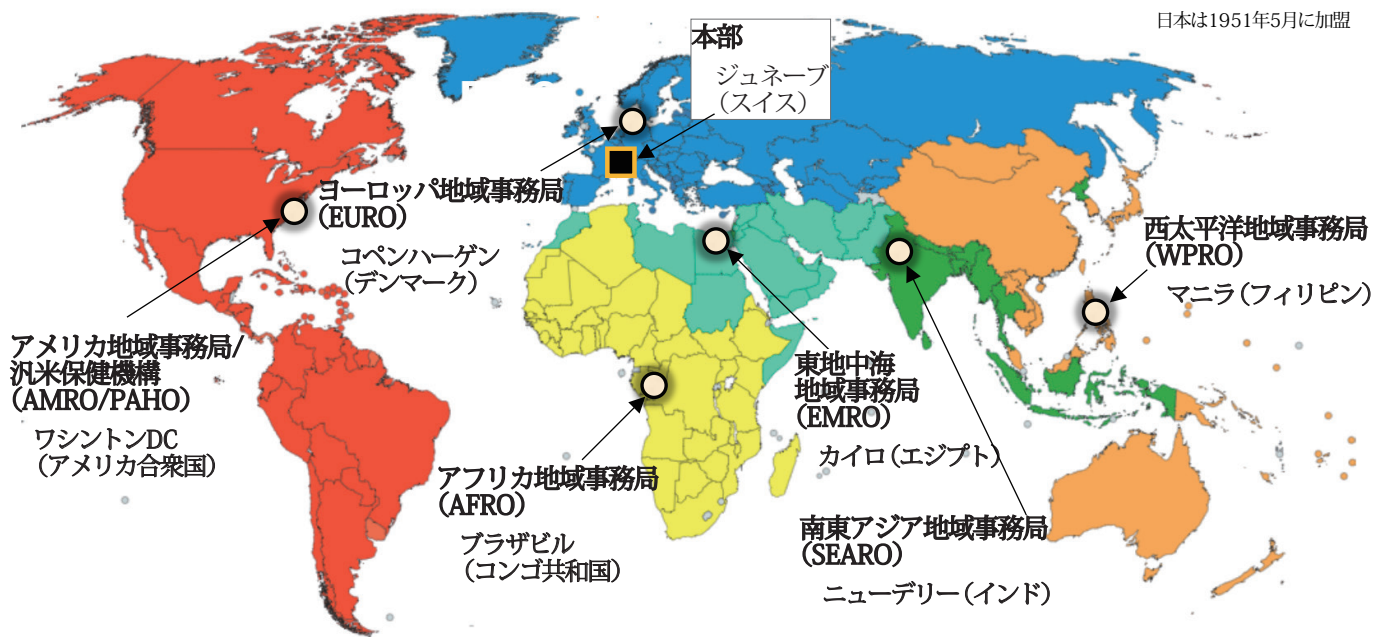 日本は1951年5月に加盟
本部
ジュネーブ
（スイス）
ヨーロッパ地域事務局
(EURO)
コペンハーゲン
（デンマーク）
西太平洋地域事務局
(WPRO)
マニラ（フィリピン）
アメリカ地域事務局/
汎米保健機構
(AMRO/PAHO)
ワシントンDC
（アメリカ合衆国）
東地中海
地域事務局
(EMRO)
カイロ（エジプト）
アフリカ地域事務局
(AFRO)
ブラザビル
（コンゴ共和国）
南東アジア地域事務局
(SEARO)
ニューデリー（インド）